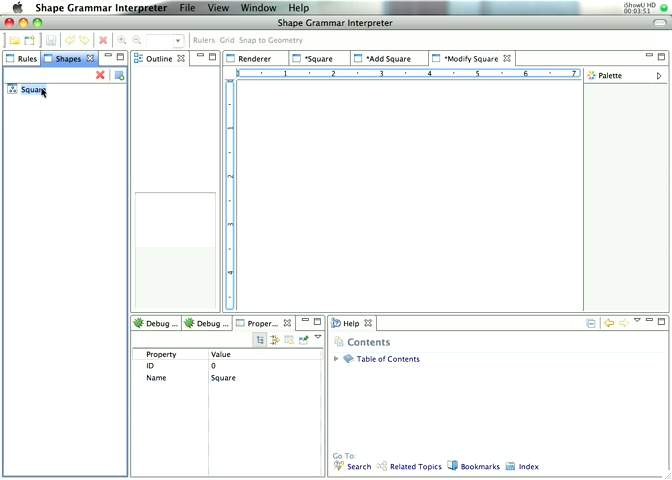 Shape Grammar Interpreter File View Window Help
iShowU HD
00:03:51
Shape Grammar Interpreter
Rulers Grid Snap to Geometry
Rules Shapes Outline Renderer *Square *Add Square *Modify Square
1 2 3 4 5 6 7
Palette
Square
1
2
3
4
Debug ... Debug ... Proper... Help
Contents
Property Value
Table of Contents
ID 0
Name Square
Go To:
Search Related Topics Bookmarks Index